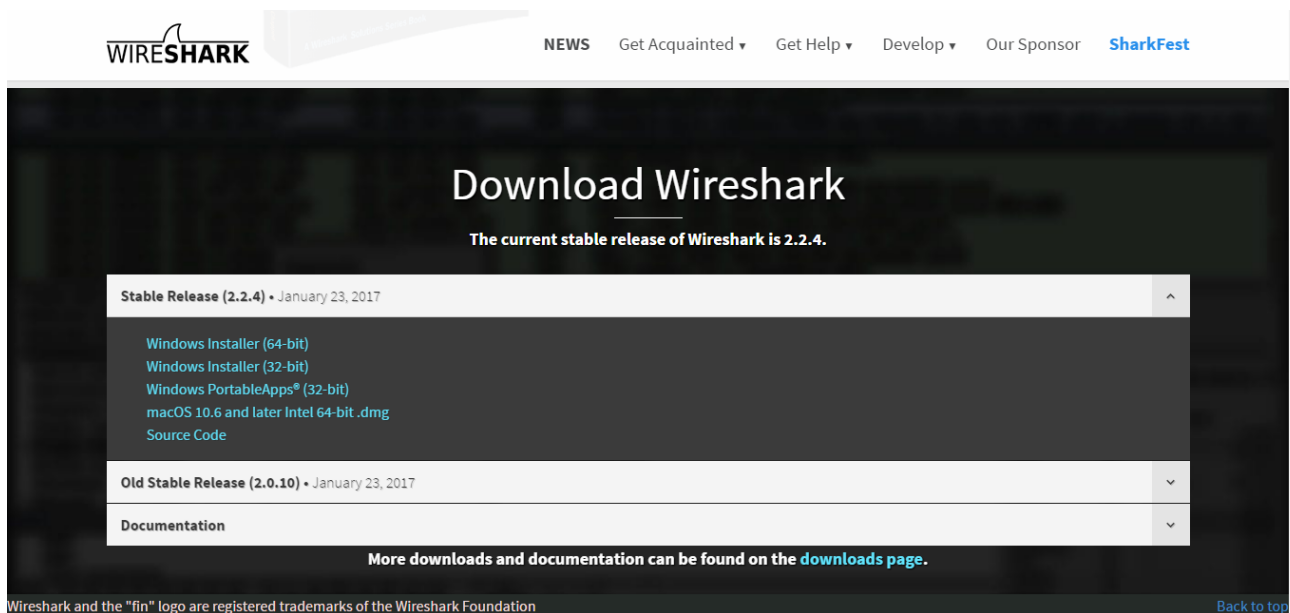 WIRESHARK
NEWS Get Acquainted ▾ Get Help ▾ Develop ▾ Our Sponsor SharkFest
Download Wireshark
The current stable release of Wireshark is 2.2.4.
Stable Release (2.2.4) • January 23, 2017
Windows Installer (64-bit)
Windows Installer (32-bit)
Windows PortableApps® (32-bit)
macOS 10.6 and later Intel 64-bit .dmg
Source Code
Old Stable Release (2.0.10) • January 23, 2017
Documentation
More downloads and documentation can be found on the downloads page.
Wireshark and the "fin" logo are registered trademarks of the Wireshark Foundation Back to top